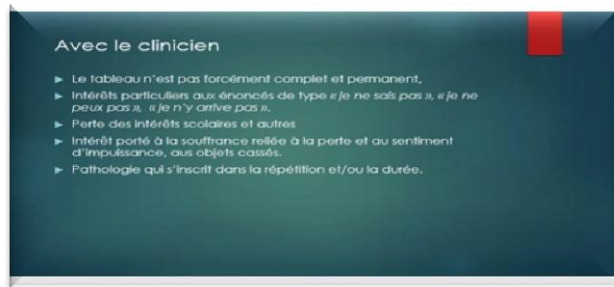 Avec le clinicien
► Le tableau n'est pas forcément complet et permanent,
► Intérêts particuliers aux énoncés de type « je ne sais pas », « je ne
peux pas », « je n'y arrive pas ».
► Perte des intérêts scolaires et autres
► Intérêt porté à la souffrance reliée à la perte et au sentiment
d'impuissance, aus objets cassés.
► Pathologie qui s'inscrit dans la répétition et/ou la durée.